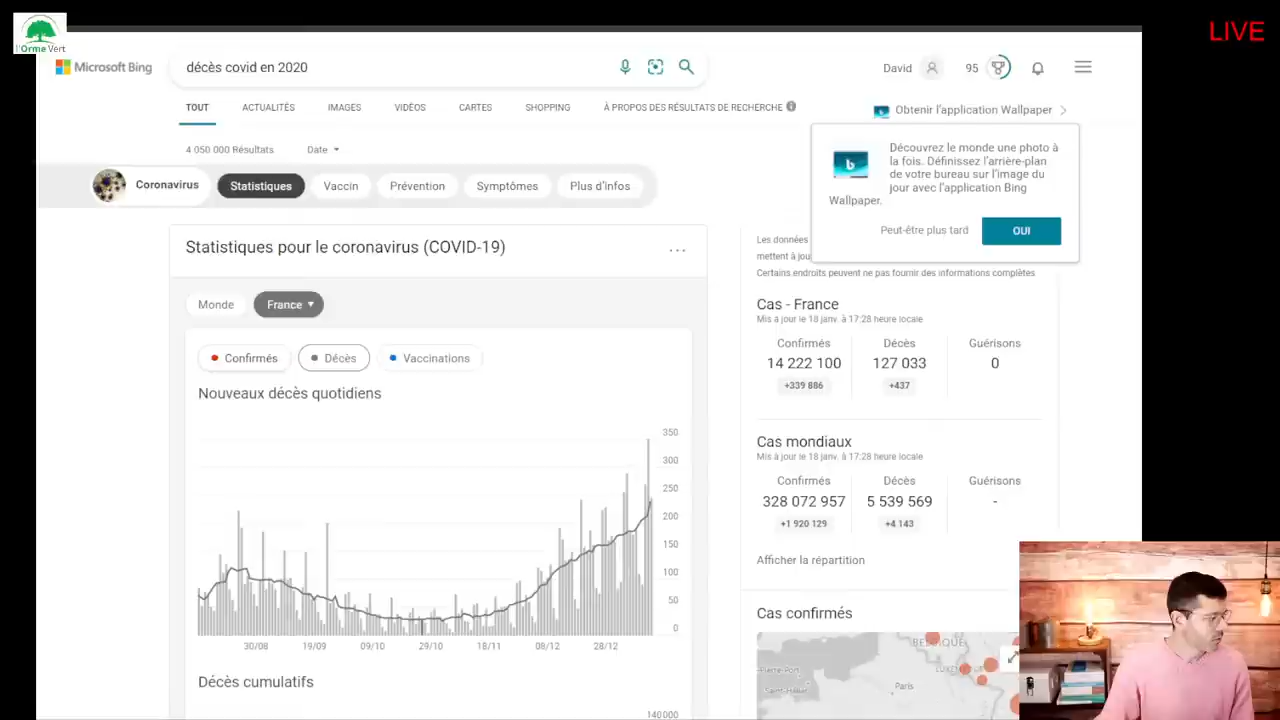 l'Orme Vert
LIVE
Microsoft Bing
décès covid en 2020
David
95
TOUT
ACTUALITÉS
IMAGES
VIDÉOS
CARTES
SHOPPING
À PROPOS DES RÉSULTATS DE RECHERCHE
Obtenir l'application Wallpaper
4 050 000 Résultats
Date
Découvrez le monde une photo à
la fois. Définissez l'arrière-plan
de votre bureau sur l'image du
jour avec l'application Bing
Wallpaper.
Peut-être plus tard
OUI
Coronavirus
Statistiques
Vaccin
Prévention
Symptômes
Plus d'infos
Statistiques pour le coronavirus (COVID-19)
Monde
France
Confirmés
Décès
Vaccinations
Nouveaux décès quotidiens
350
300
250
200
150
100
50
0
30/08
19/09
09/10
29/10
18/11
08/12
28/12
Décès cumulatifs
140 000
Les données
mettent à jou
Certains endroits peuvent ne pas fournir des informations complètes
Cas - France
Mis à jour le 18 janv. à 17:28 heure locale
Confirmés
Décès
Guérisons
14 222 100
127 033
0
+339 886
+437
Cas mondiaux
Mis à jour le 18 janv. à 17:28 heure locale
Confirmés
Décès
Guérisons
328 072 957
5 539 569
-
+1 920 129
+4 143
Afficher la répartition
Cas confirmés
BELGIQUE
LUXEM
Saint-Pierre-Port
Saint-Hélier
Paris